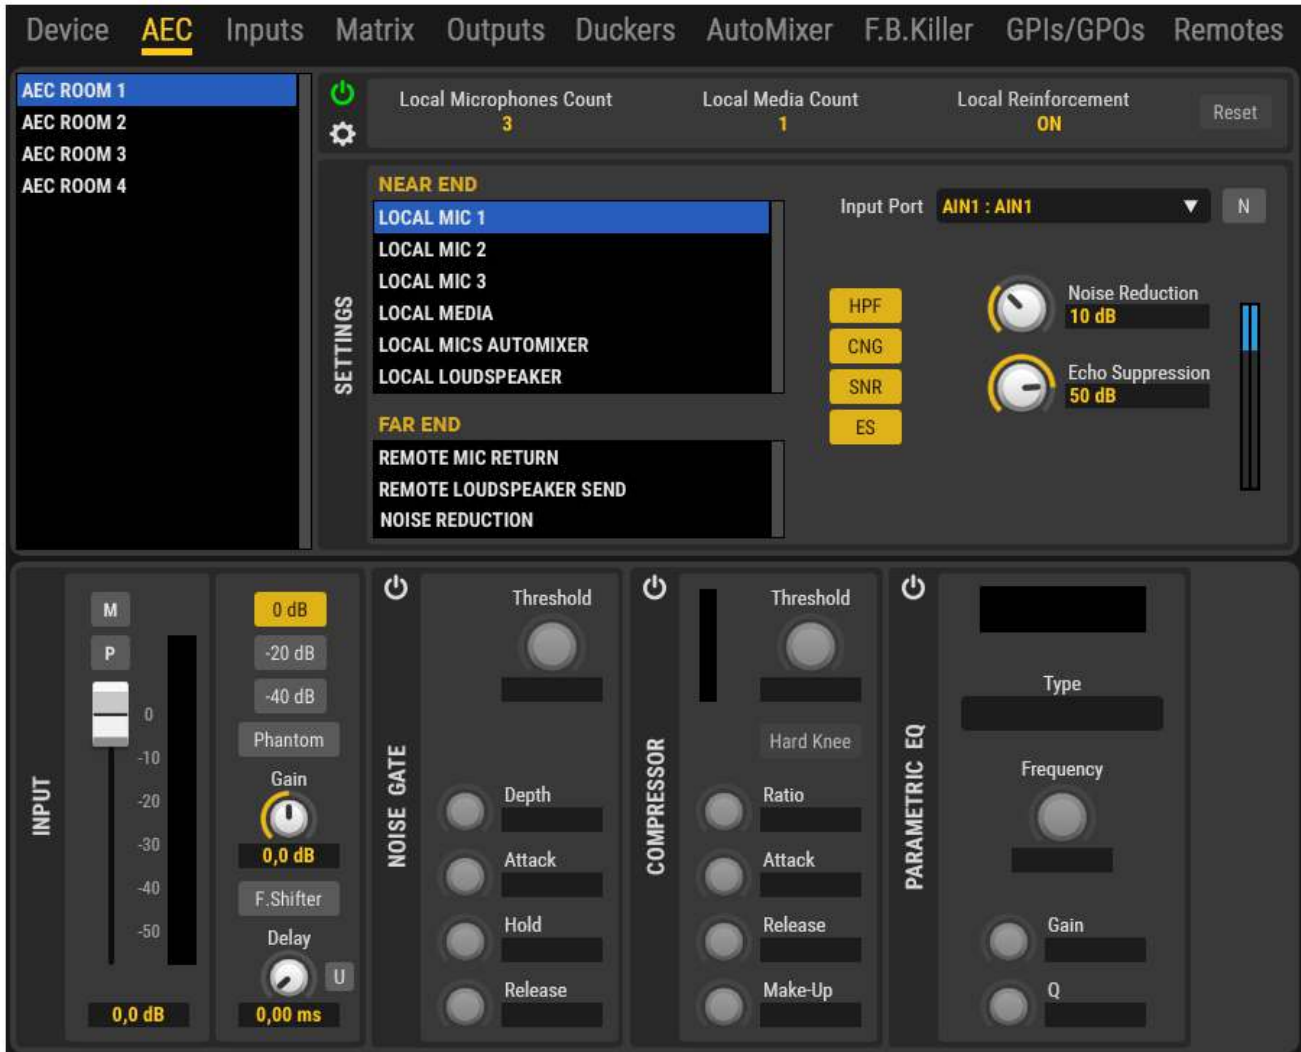 Device AEC Inputs Matrix Outputs Duckers AutoMixer F.B.Killer GPIs/GPOs Remotes
AEC ROOM 1
AEC ROOM 2
AEC ROOM 3
AEC ROOM 4
Local Microphones Count
3
Local Media Count
1
Local Reinforcement
ON
Reset
SETTINGS
NEAR END
LOCAL MIC 1
LOCAL MIC 2
LOCAL MIC 3
LOCAL MEDIA
LOCAL MICS AUTOMIXER
LOCAL LOUDSPEAKER
FAR END
REMOTE MIC RETURN
REMOTE LOUDSPEAKER SEND
NOISE REDUCTION
Input Port AIN1 : AIN1 N
HPF
CNG
SNR
ES
Noise Reduction
10 dB
Echo Suppression
50 dB
INPUT
M
P
0
-10
-20
-30
-40
-50
0,0 dB
0 dB
-20 dB
-40 dB
Phantom
Gain
0,0 dB
F.Shifter
Delay
U
0,00 ms
NOISE GATE
Threshold
Depth
Attack
Hold
Release
COMPRESSOR
Threshold
Hard Knee
Ratio
Attack
Release
Make-Up
PARAMETRIC EQ
Type
Frequency
Gain
Q